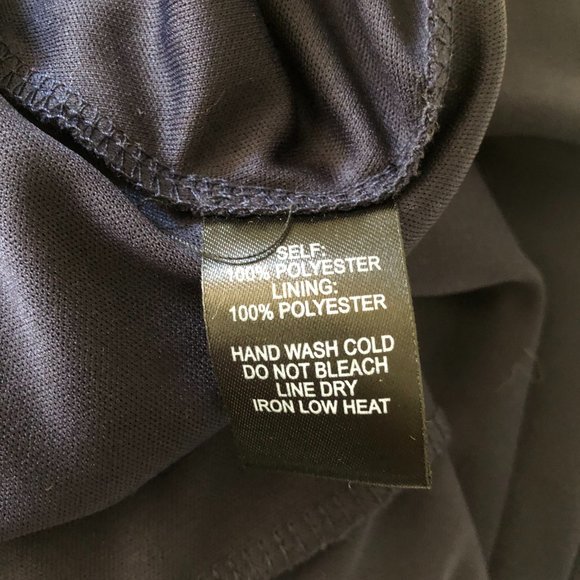 SELF:
100% POLYESTER
LINING:
100% POLYESTER
HAND WASH COLD
DO NOT BLEACH
LINE DRY
IRON LOW HEAT